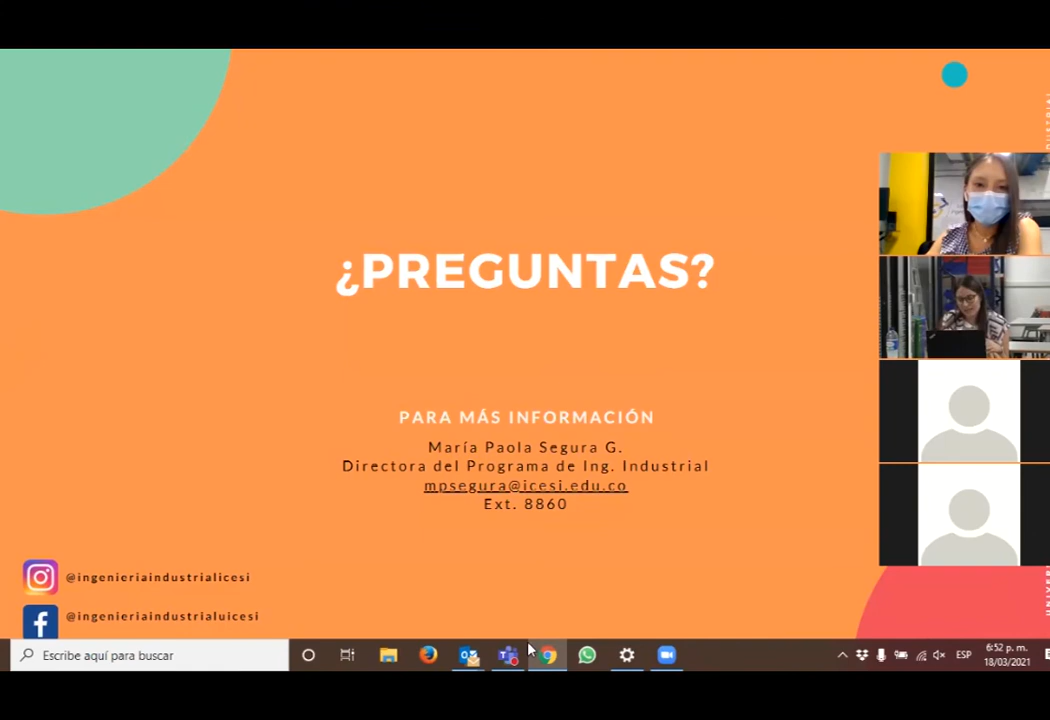 ¿PREGUNTAS?
PARA MÁS INFORMACIÓN
María Paola Segura G.
Directora del Programa de Ing. Industrial
mpsegura@icesi.edu.co
Ext. 8860
@ingenieriaindustrialicesi
@ingenieriaindustrialuicesi
Escribe aquí para buscar
ESP
6:52 p. m.
18/03/2021